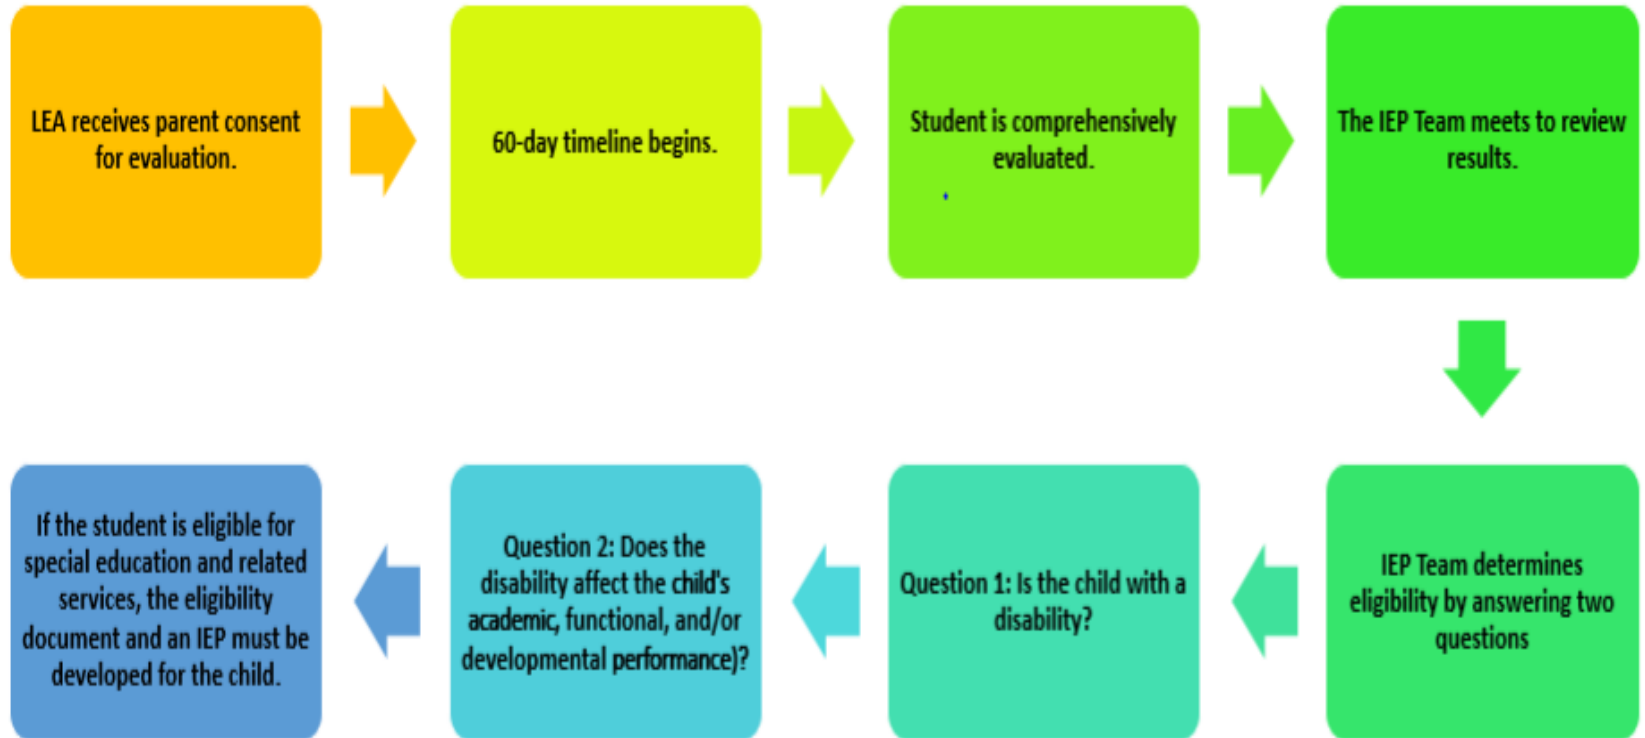 LEA receives parent consent
for evaluation.
60-day timeline begins.
Student is comprehensively
evaluated.
The IEP Team meets to review
results.
IEP Team determines
eligibility by answering two
questions
Question 1: Is the child with a
disability?
Question 2: Does the
disability affect the child's
academic, functional, and/or
developmental performance)?
If the student is eligible for
special education and related
services, the eligibility
document and an IEP must be
developed for the child.